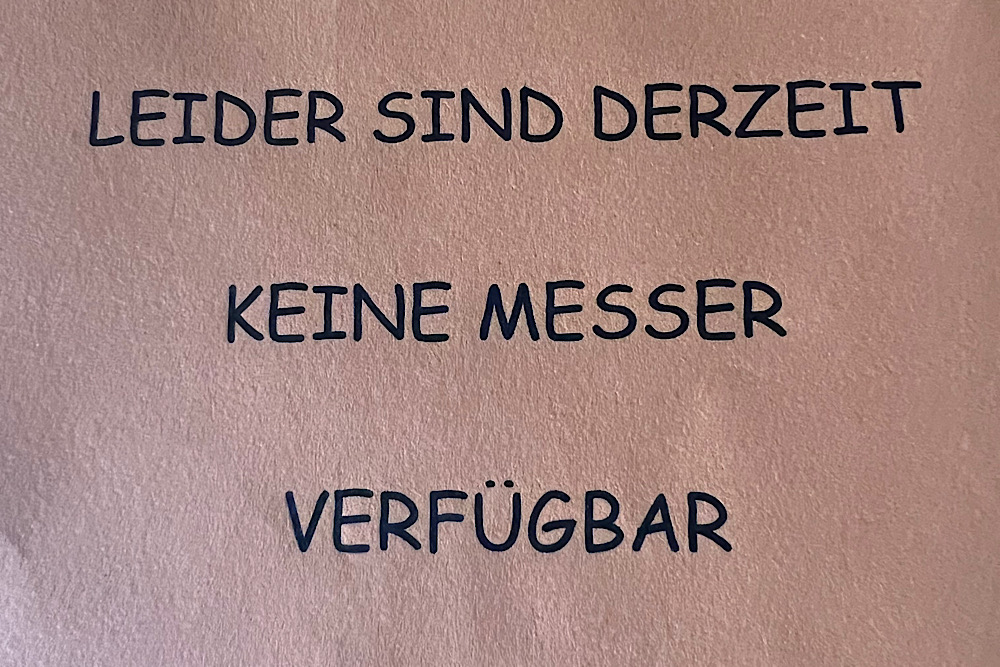 LEIDER SIND DERZEIT
KEINE MESSER
VERFÜGBAR